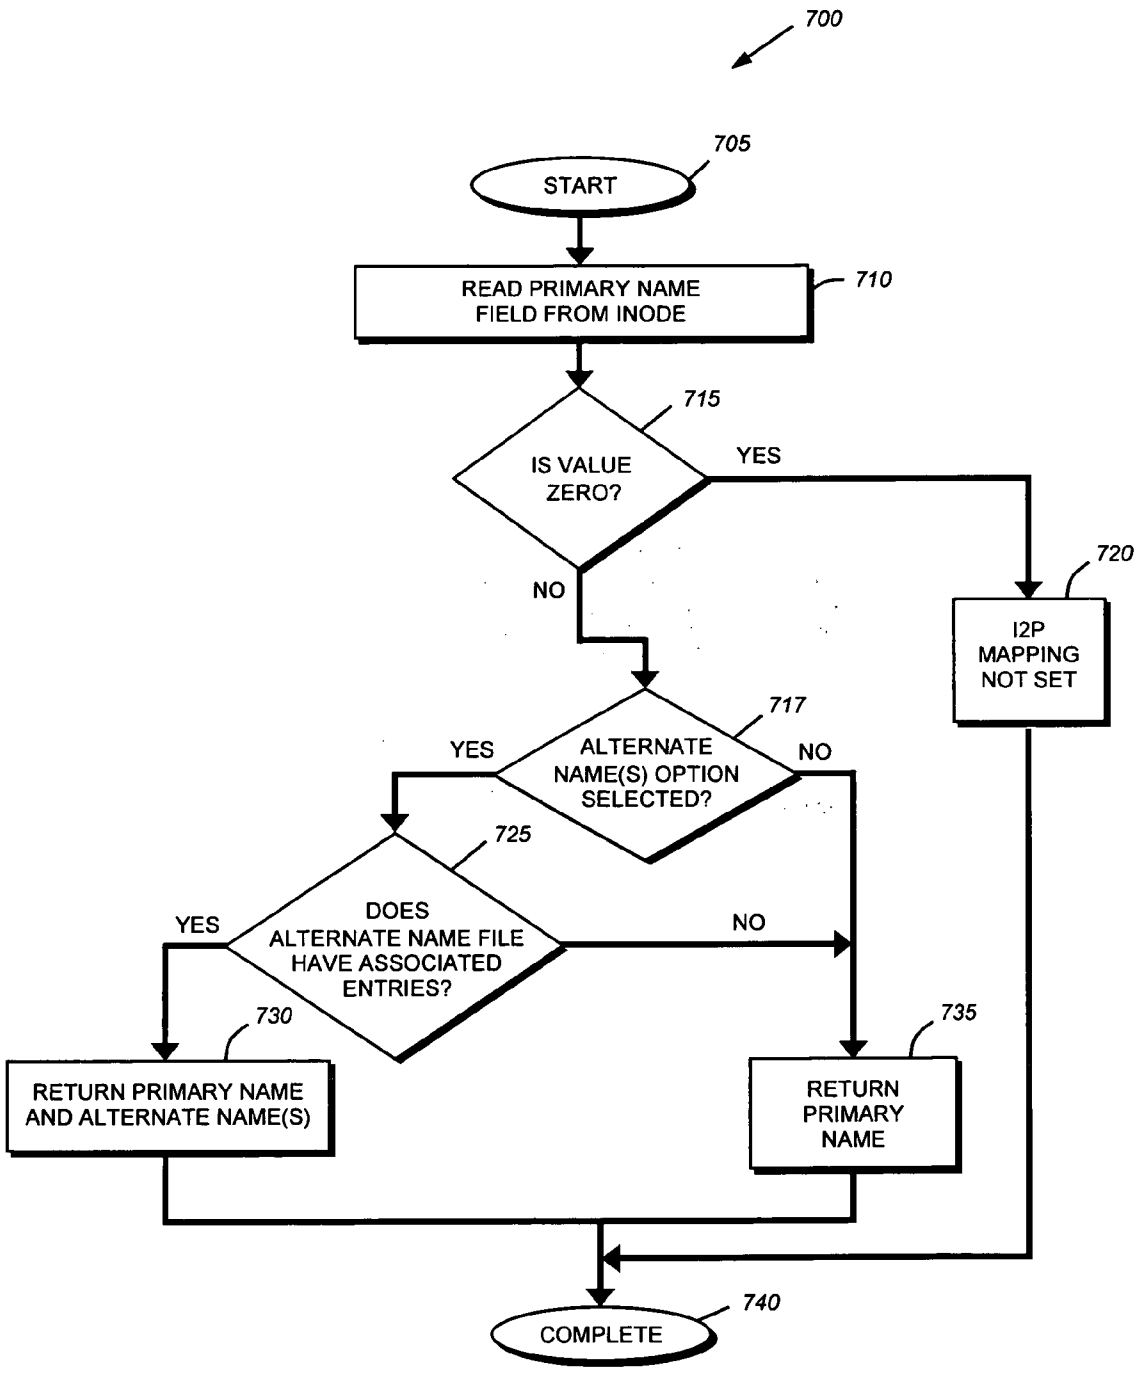 700
705
START
710
READ PRIMARY NAME
FIELD FROM INODE
715
IS VALUE
ZERO?
YES
NO
720
I2P
MAPPING
NOT SET
717
ALTERNATE
NAME(S) OPTION
SELECTED?
YES
NO
725
DOES
ALTERNATE NAME FILE
HAVE ASSOCIATED
ENTRIES?
YES
NO
730
RETURN PRIMARY NAME
AND ALTERNATE NAME(S)
735
RETURN
PRIMARY
NAME
740
COMPLETE